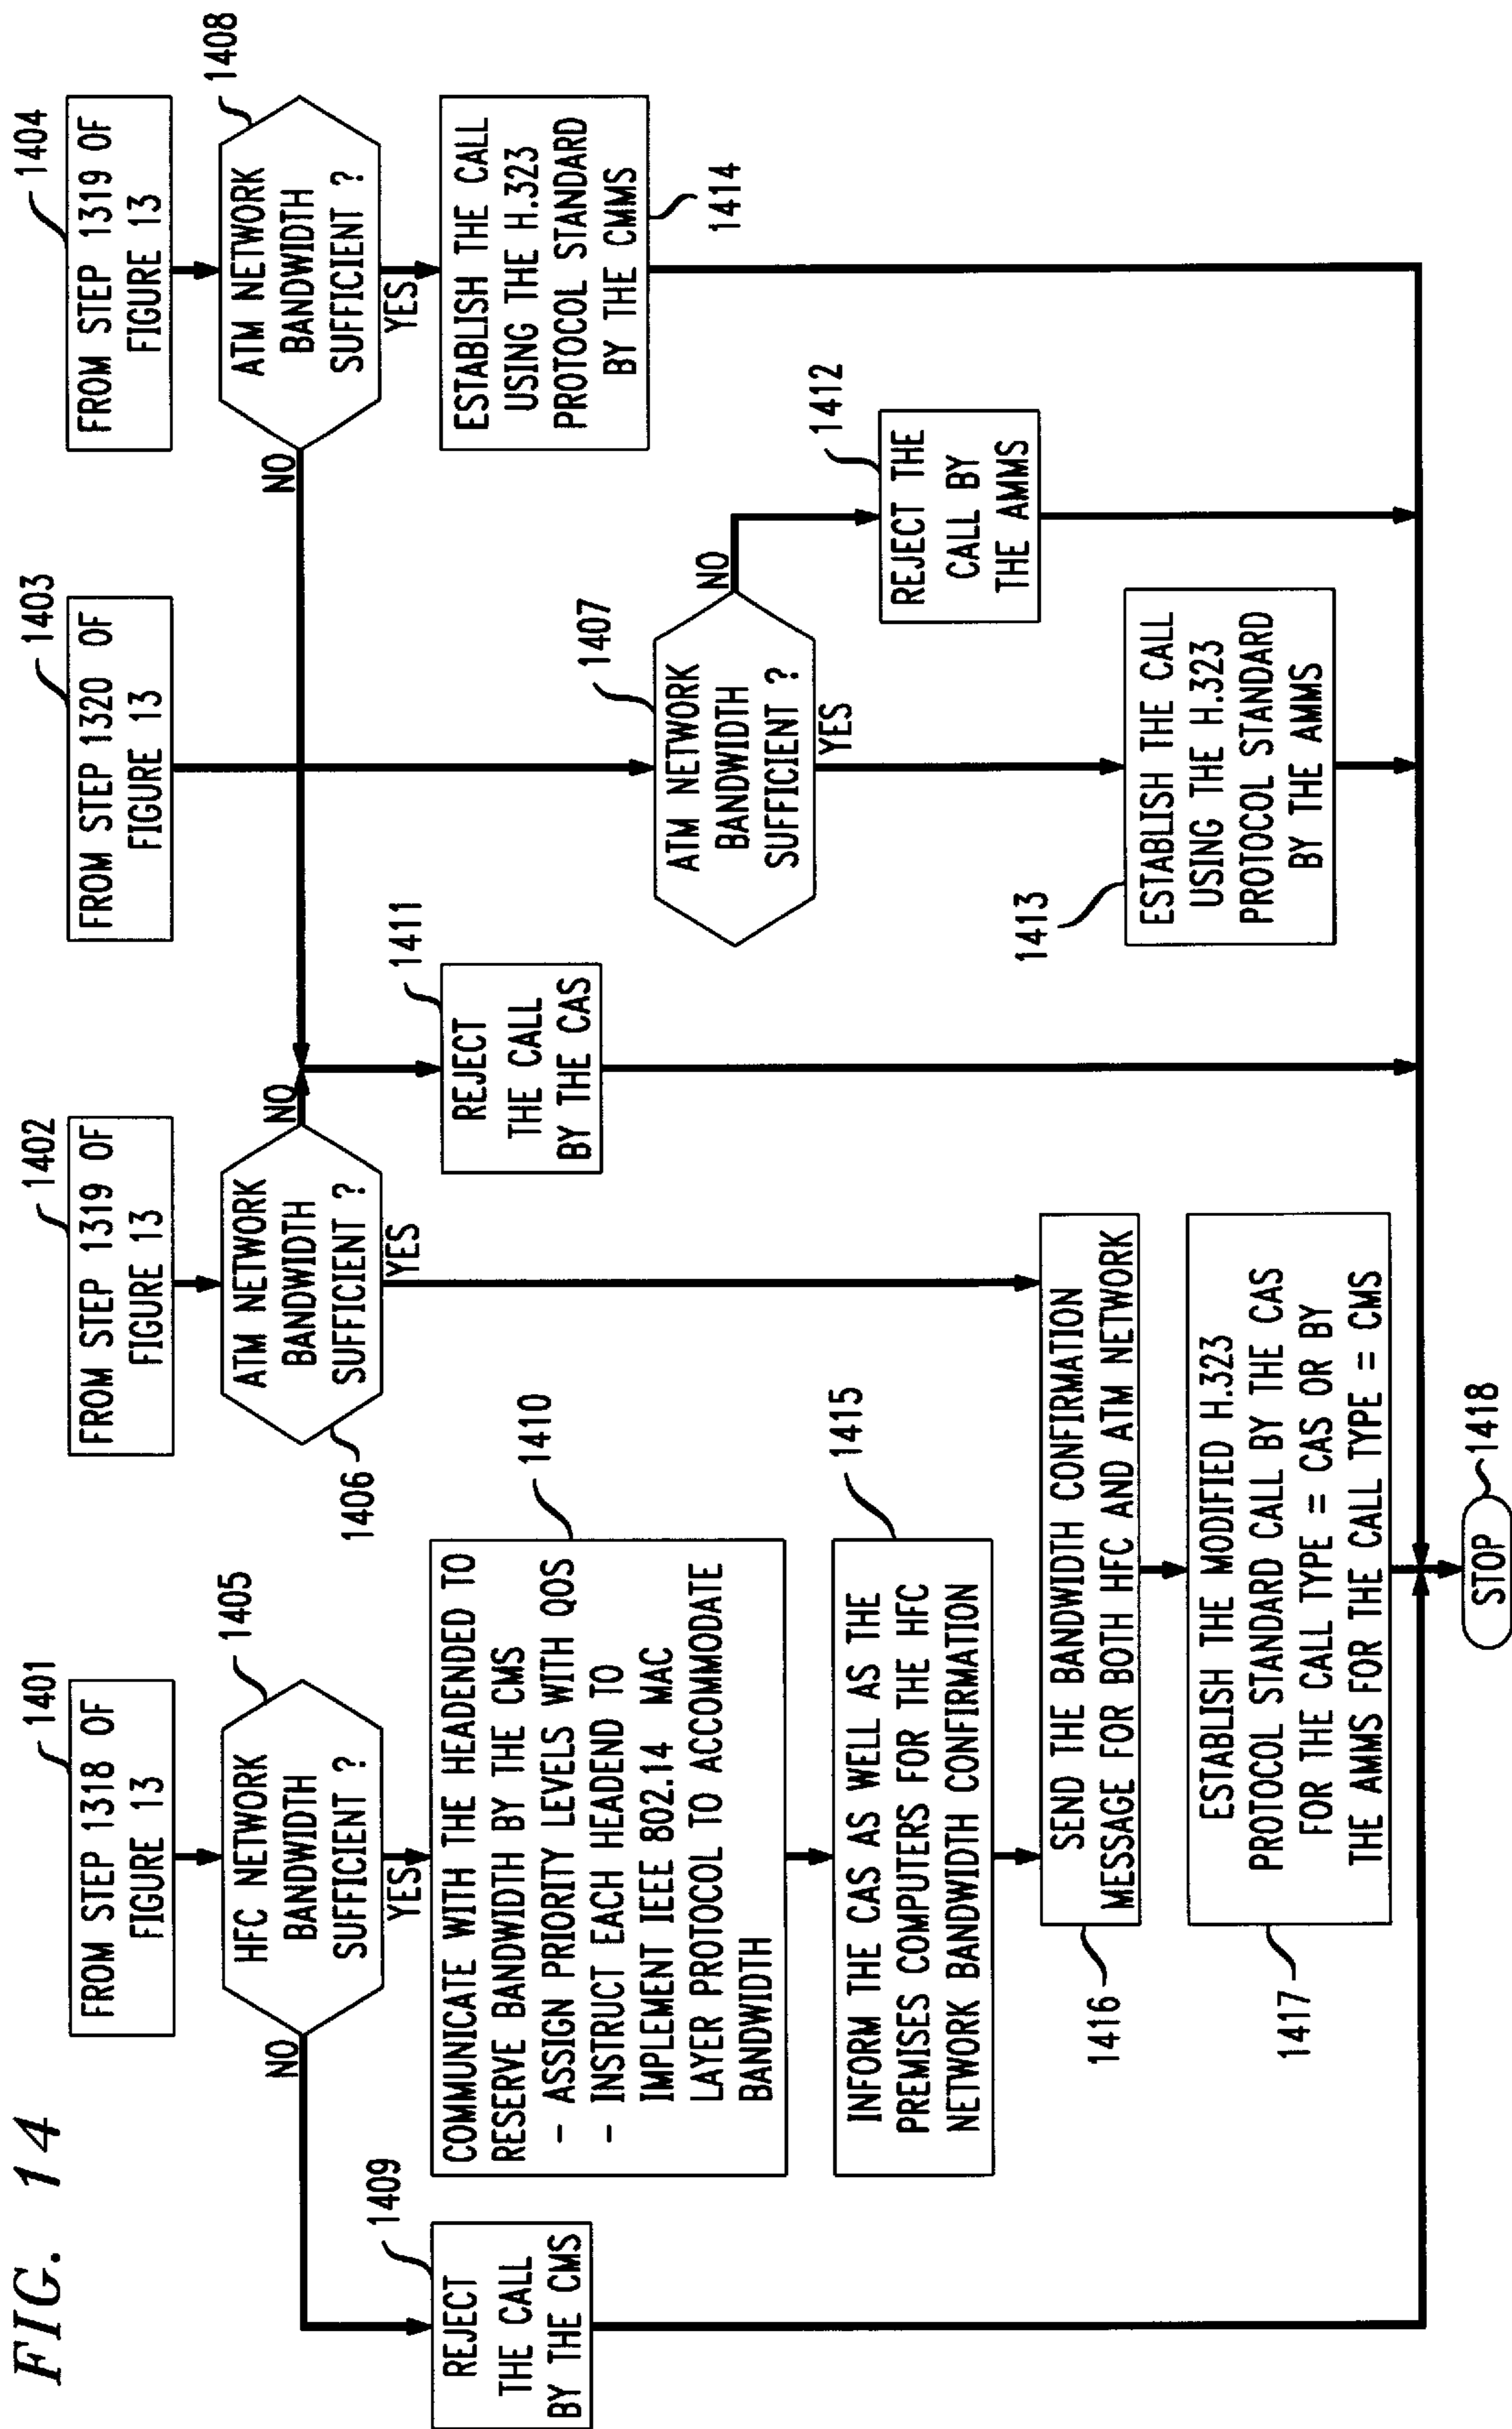 FIG. 14
1401
FROM STEP 1318 OF
FIGURE 13
1402
FROM STEP 1319 OF
FIGURE 13
1403
FROM STEP 1320 OF
FIGURE 13
1404
FROM STEP 1319 OF
FIGURE 13
1405
HFC NETWORK
BANDWIDTH
SUFFICIENT ?
NO
YES
1406
ATM NETWORK
BANDWIDTH
SUFFICIENT ?
NO
YES
1408
ATM NETWORK
BANDWIDTH
SUFFICIENT ?
NO
YES
1409
REJECT
THE CALL
BY THE CMS
1410
COMMUNICATE WITH THE HEADENDED TO
RESERVE BANDWIDTH BY THE CMS
- ASSIGN PRIORITY LEVELS WITH QOS
- INSTRUCT EACH HEADEND TO
IMPLEMENT IEEE 802.14 MAC
LAYER PROTOCOL TO ACCOMMODATE
BANDWIDTH
1411
REJECT
THE CALL
BY THE CAS
1407
ATM NETWORK
BANDWIDTH
SUFFICIENT ?
NO
YES
ESTABLISH THE CALL
USING THE H.323
PROTOCOL STANDARD
BY THE CMMS
1414
1412
REJECT THE
CALL BY
THE AMMS
1415
INFORM THE CAS AS WELL AS THE
PREMISES COMPUTERS FOR THE HFC
NETWORK BANDWIDTH CONFIRMATION
1413
ESTABLISH THE CALL
USING THE H.323
PROTOCOL STANDARD
BY THE AMMS
1416
SEND THE BANDWIDTH CONFIRMATION
MESSAGE FOR BOTH HFC AND ATM NETWORK
1417
ESTABLISH THE MODIFIED H.323
PROTOCOL STANDARD CALL BY THE CAS
FOR THE CALL TYPE = CAS OR BY
THE AMMS FOR THE CALL TYPE = CMS
STOP
1418